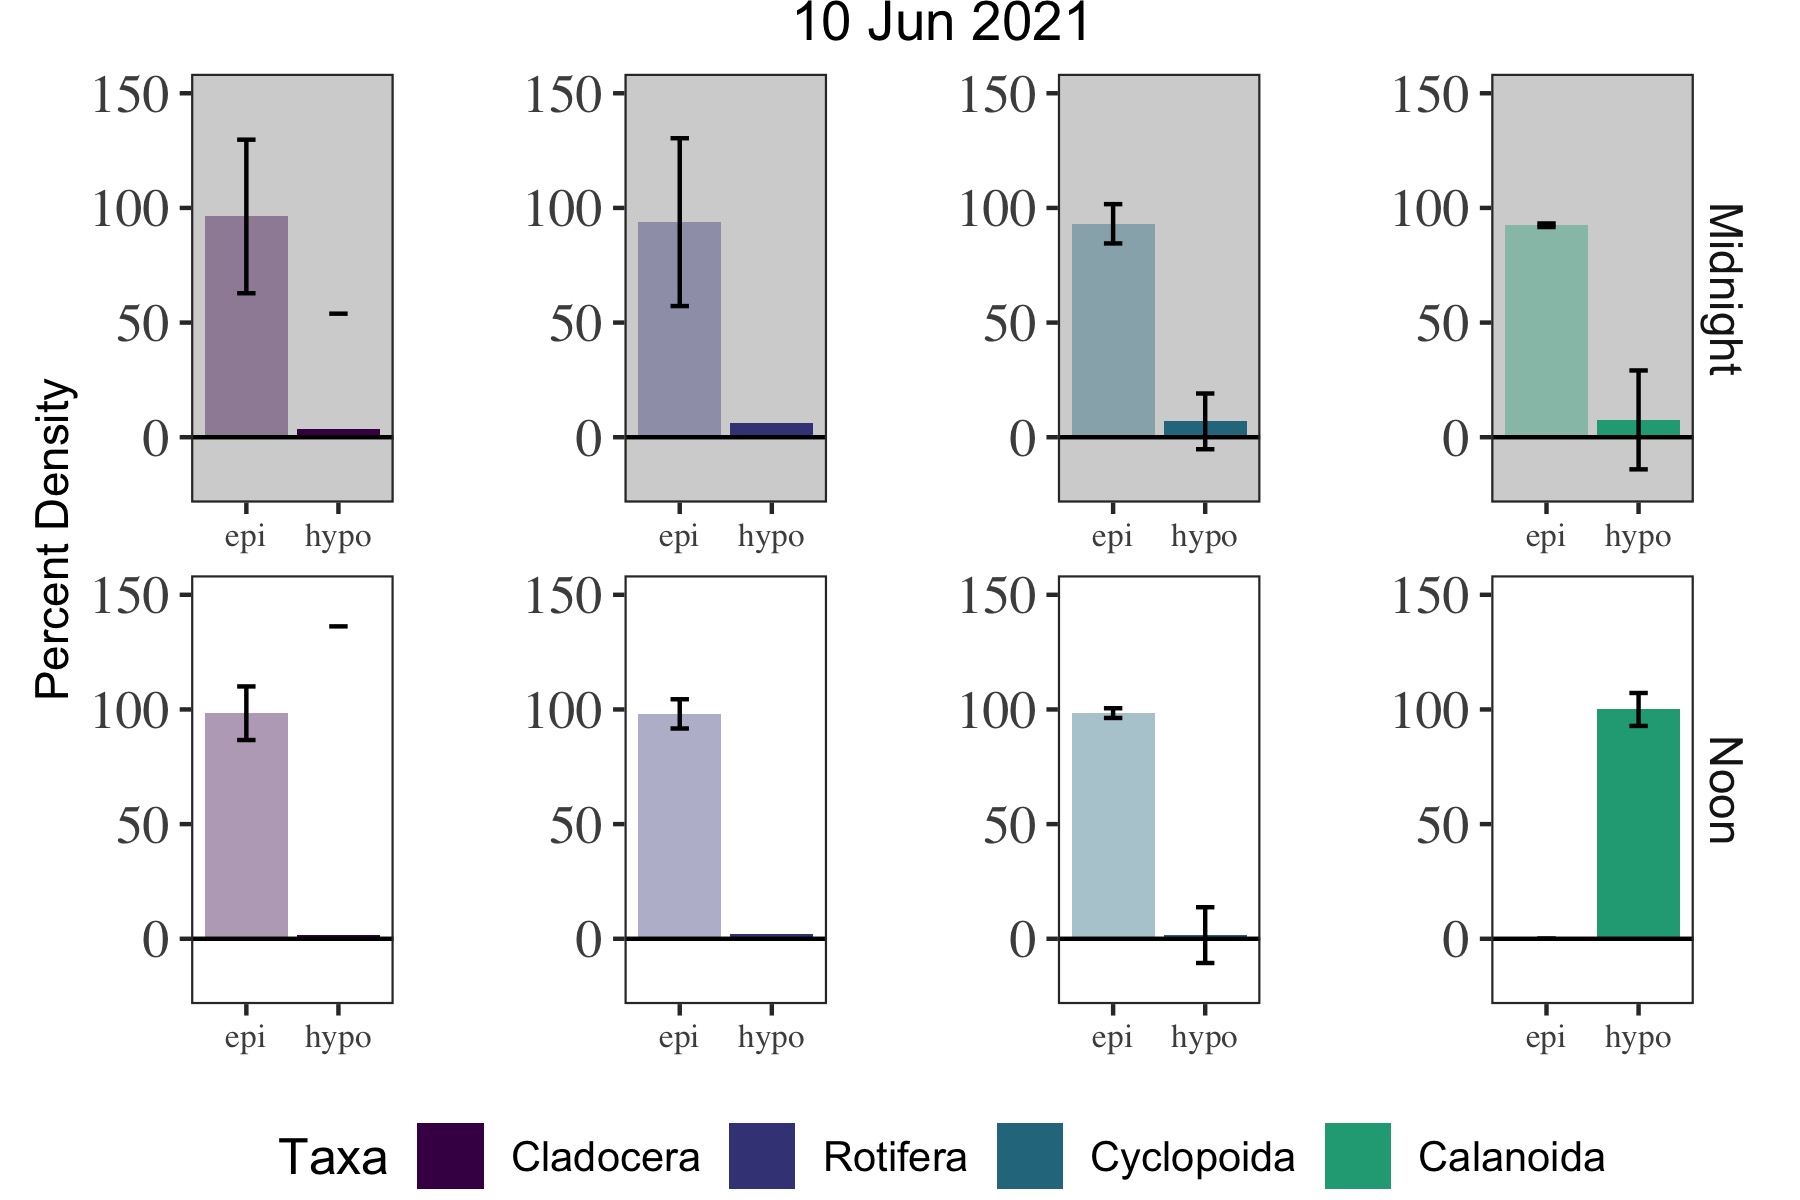 10 Jun 2021
150 150 150 150
100 100 100 100
50 50 50 50
0 0 0 0
epi hypo epi hypo epi hypo epi hypo
Midnight
Percent Density
150 150 150 150
100 100 100 100
50 50 50 50
0 0 0 0
epi hypo epi hypo epi hypo epi hypo
Noon
Taxa Cladocera Rotifera Cyclopoida Calanoida